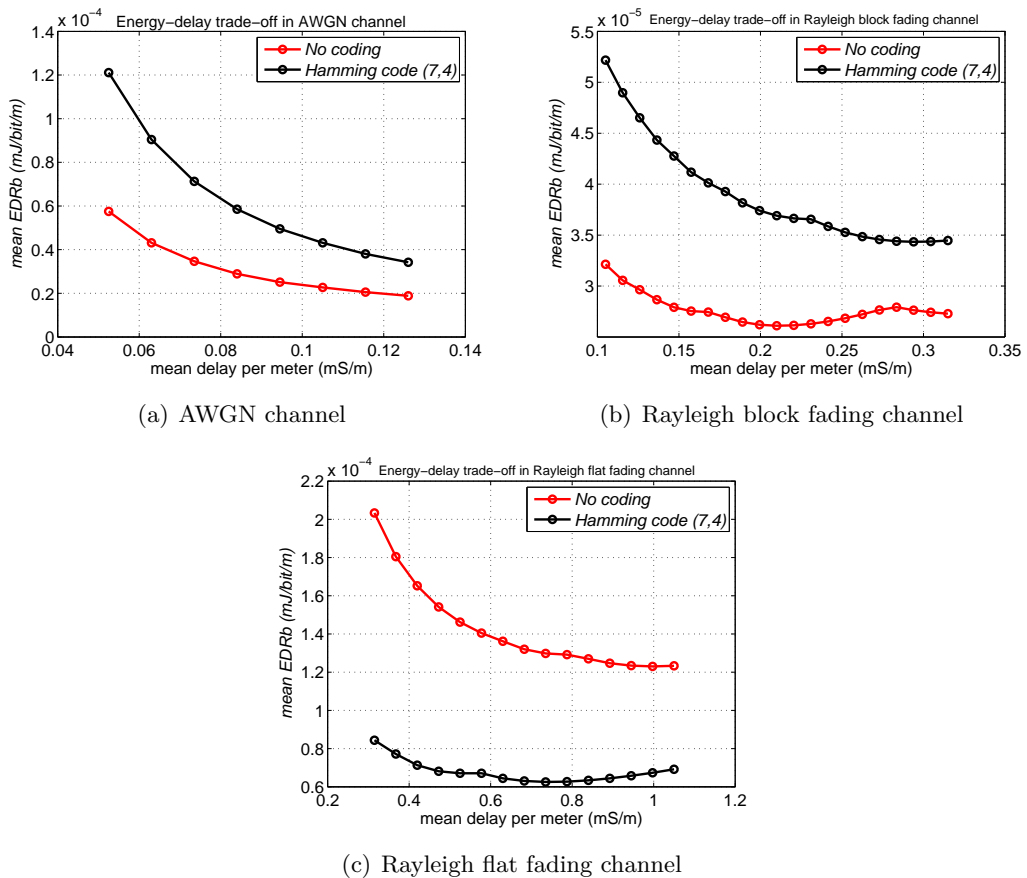 x 10−4
Energy−delay trade−off in AWGN channel
No coding
Hamming code (7,4)
1.4
1.2
1
0.8
0.6
0.4
0.2
0
mean EDRb (mJ/bit/m)
0.04 0.06 0.08 0.1 0.12 0.14
mean delay per meter (mS/m)
(a) AWGN channel
x 10−5
Energy−delay trade−off in Rayleigh block fading channel
No coding
Hamming code (7,4)
5.5
5
4.5
4
3.5
3
mean EDRb (mJ/bit/m)
0.1 0.15 0.2 0.25 0.3 0.35
mean delay per meter (mS/m)
(b) Rayleigh block fading channel
x 10−4
Energy−delay trade−off in Rayleigh flat fading channel
No coding
Hamming code (7,4)
2.2
2
1.8
1.6
1.4
1.2
1
0.8
0.6
mean EDRb (mJ/bit/m)
0.2 0.4 0.6 0.8 1 1.2
mean delay per meter (mS/m)
(c) Rayleigh flat fading channel